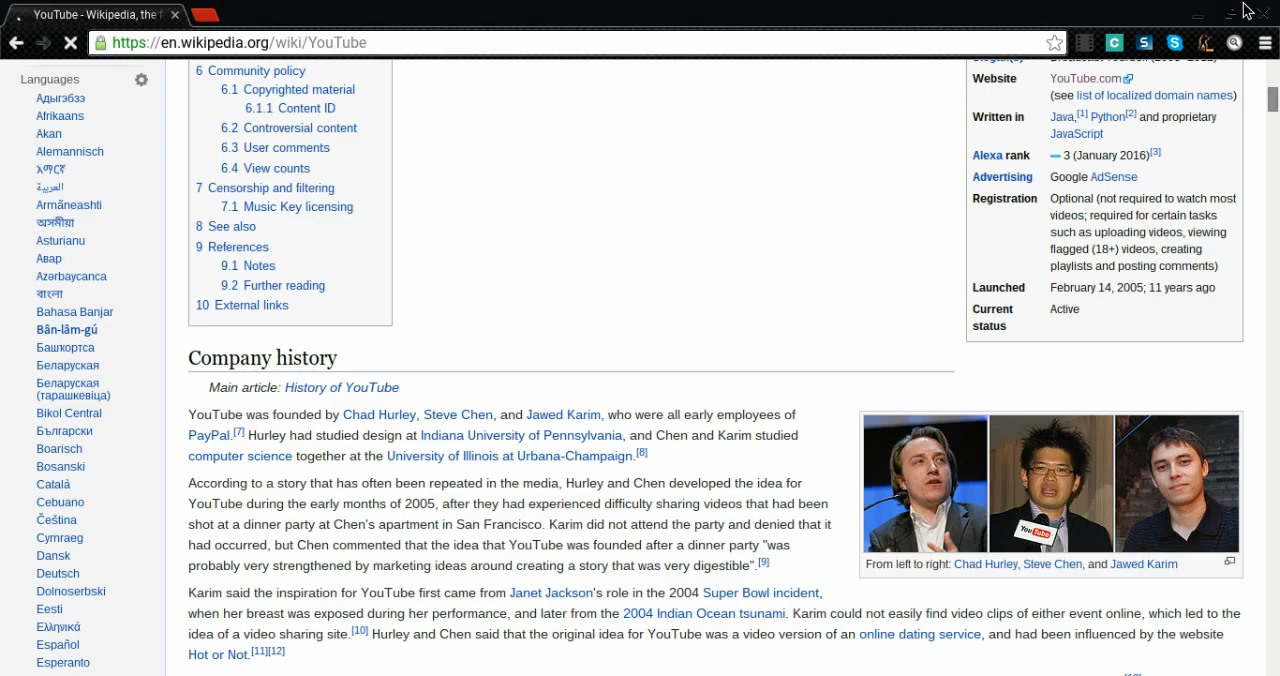 YouTube - Wikipedia, the f
https://en.wikipedia.org/wiki/YouTube
Languages
Адыгэбзэ
Afrikaans
Akan
Alemannisch
አማርኛ
العربية
Armãneashti
অসমীয়া
Asturianu
Авар
Azərbaycanca
বাংলা
Bahasa Banjar
Bân-lâm-gú
Башҡортса
Беларуская
Беларуская
(тарашкевіца)
Bikol Central
Български
Boarisch
Bosanski
Català
Cebuano
Čeština
Cymraeg
Dansk
Deutsch
Dolnoserbski
Eesti
Ελληνικά
Español
Esperanto
6 Community policy
6.1 Copyrighted material
6.1.1 Content ID
6.2 Controversial content
6.3 User comments
6.4 View counts
7 Censorship and filtering
7.1 Music Key licensing
8 See also
9 References
9.1 Notes
9.2 Further reading
10 External links
Website YouTube.com
(see list of localized domain names)
Written in Java,[1] Python[2] and proprietary
JavaScript
Alexa rank 3 (January 2016)[3]
Advertising Google AdSense
Registration Optional (not required to watch most
videos; required for certain tasks
such as uploading videos, viewing
flagged (18+) videos, creating
playlists and posting comments)
Launched February 14, 2005; 11 years ago
Current Active
status
Company history
Main article: History of YouTube
YouTube was founded by Chad Hurley, Steve Chen, and Jawed Karim, who were all early employees of
PayPal.[7] Hurley had studied design at Indiana University of Pennsylvania, and Chen and Karim studied
computer science together at the University of Illinois at Urbana-Champaign.[8]
According to a story that has often been repeated in the media, Hurley and Chen developed the idea for
YouTube during the early months of 2005, after they had experienced difficulty sharing videos that had been
shot at a dinner party at Chen's apartment in San Francisco. Karim did not attend the party and denied that it
had occurred, but Chen commented that the idea that YouTube was founded after a dinner party "was
probably very strengthened by marketing ideas around creating a story that was very digestible".[9]
You Tube
From left to right: Chad Hurley, Steve Chen, and Jawed Karim
Karim said the inspiration for YouTube first came from Janet Jackson's role in the 2004 Super Bowl incident,
when her breast was exposed during her performance, and later from the 2004 Indian Ocean tsunami. Karim could not easily find video clips of either event online, which led to the
idea of a video sharing site.[10] Hurley and Chen said that the original idea for YouTube was a video version of an online dating service, and had been influenced by the website
Hot or Not.[11][12]